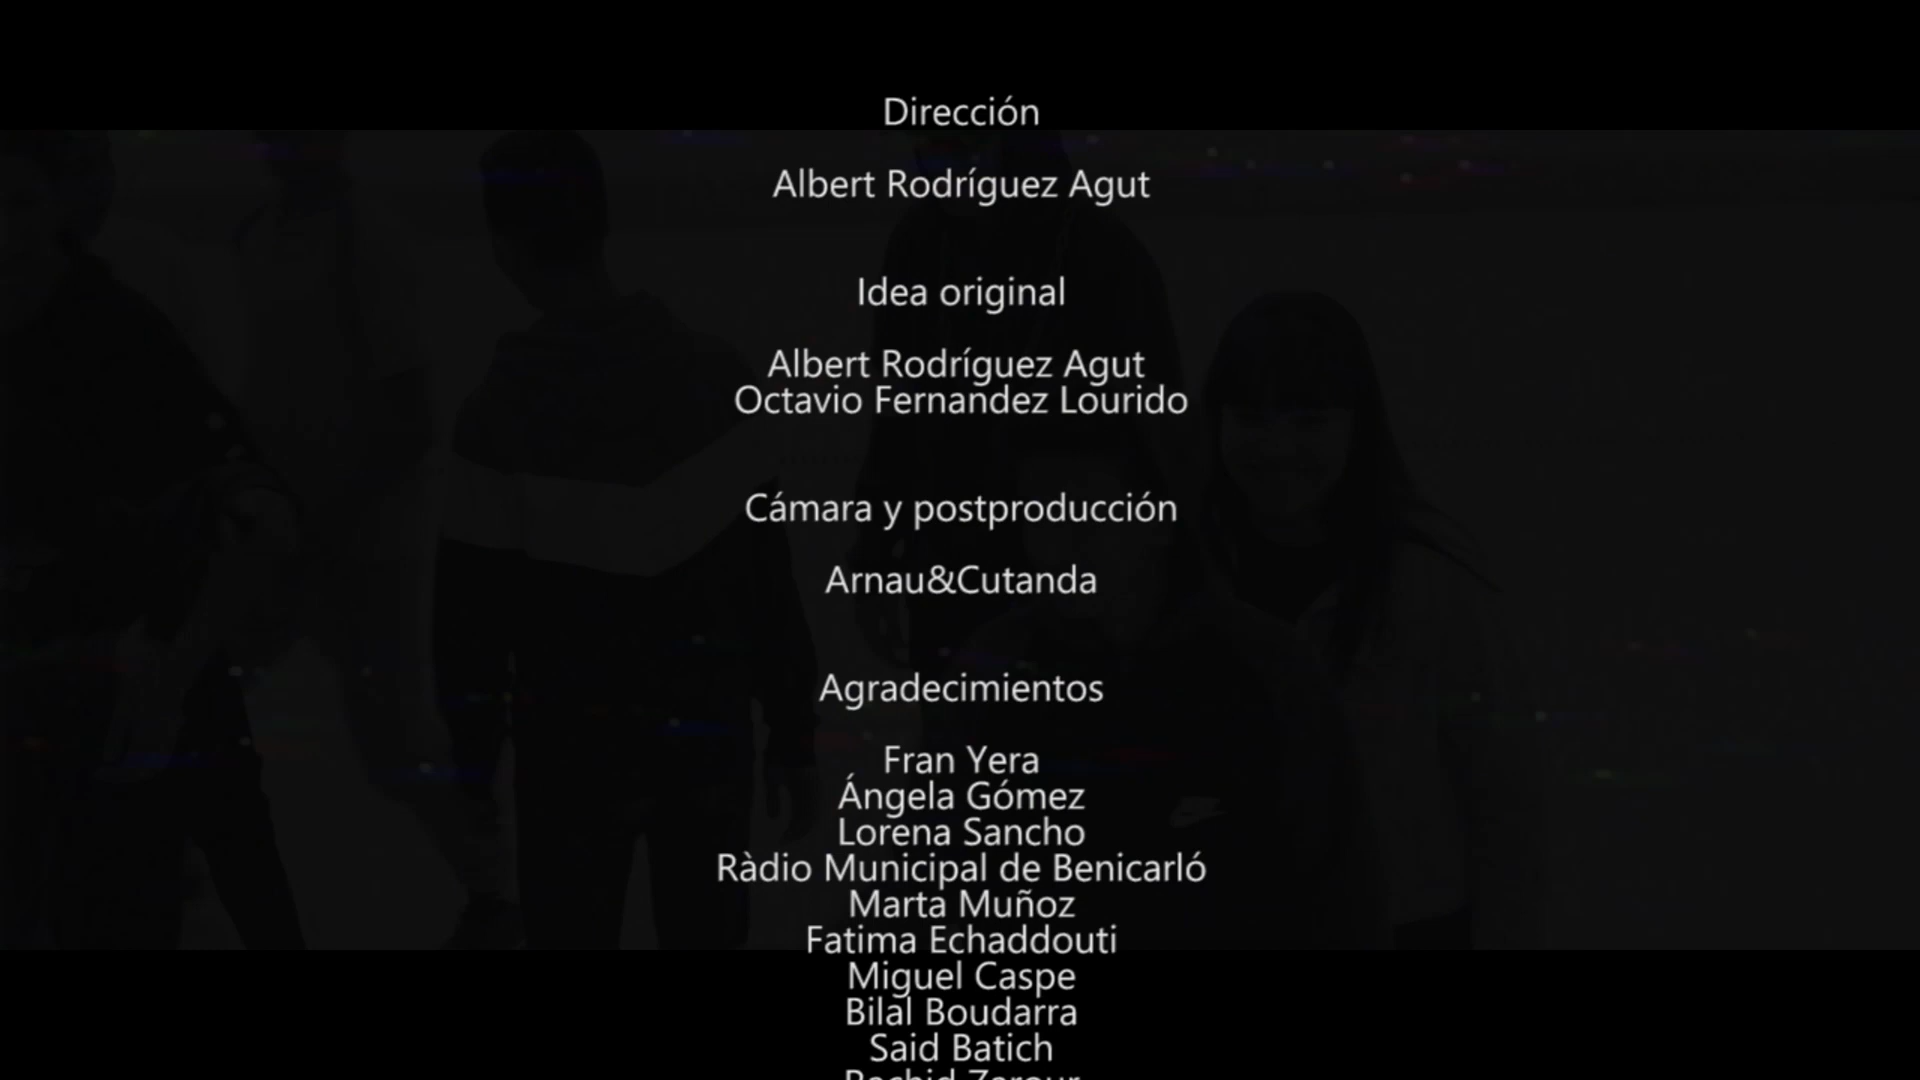 Dirección
Albert Rodríguez Agut
Idea original
Albert Rodríguez Agut
Octavio Fernandez Lourido
Cámara y postproducción
Arnau&Cutanda
Agradecimientos
Fran Yera
Ángela Gómez
Lorena Sancho
Ràdio Municipal de Benicarló
Marta Muñoz
Fatima Echaddouti
Miguel Caspe
Bilal Boudarra
Said Batich